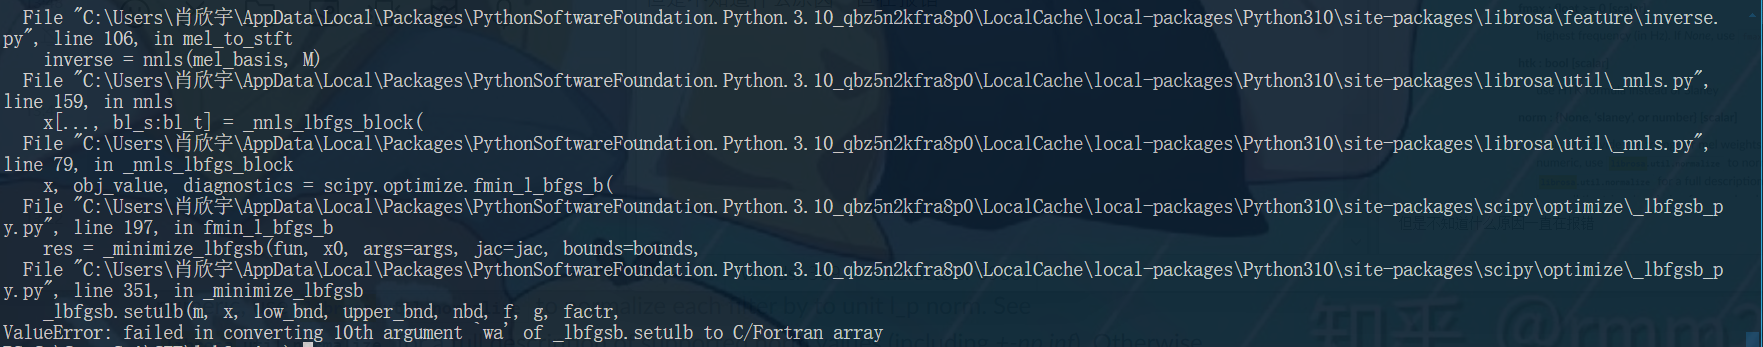 File "C:\Users\肖欣宇\AppData\Local\Packages\PythonSoftwareFoundation.Python.3.10_qbz5n2kfra8p0\LocalCache\local-packages\Python310\site-packages\librosa\feature\inverse.
py", line 106, in mel_to_stft
    inverse = nnls(mel_basis, M)
  File "C:\Users\肖欣宇\AppData\Local\Packages\PythonSoftwareFoundation.Python.3.10_qbz5n2kfra8p0\LocalCache\local-packages\Python310\site-packages\librosa\util\_nnls.py",
line 159, in nnls
    x[..., bl_s:bl_t] = _nnls_lbfgs_block(
  File "C:\Users\肖欣宇\AppData\Local\Packages\PythonSoftwareFoundation.Python.3.10_qbz5n2kfra8p0\LocalCache\local-packages\Python310\site-packages\librosa\util\_nnls.py",
line 79, in _nnls_lbfgs_block
    x, obj_value, diagnostics = scipy.optimize.fmin_l_bfgs_b(
  File "C:\Users\肖欣宇\AppData\Local\Packages\PythonSoftwareFoundation.Python.3.10_qbz5n2kfra8p0\LocalCache\local-packages\Python310\site-packages\scipy\optimize\_lbfgsb_p
y.py", line 197, in fmin_l_bfgs_b
    res = _minimize_lbfgsb(fun, x0, args=args, jac=jac, bounds=bounds,
  File "C:\Users\肖欣宇\AppData\Local\Packages\PythonSoftwareFoundation.Python.3.10_qbz5n2kfra8p0\LocalCache\local-packages\Python310\site-packages\scipy\optimize\_lbfgsb_p
y.py", line 351, in _minimize_lbfgsb
    _lbfgsb.setulb(m, x, low_bnd, upper_bnd, nbd, f, g, factr,
ValueError: failed in converting 10th argument `wa' of _lbfgsb.setulb to C/Fortran array